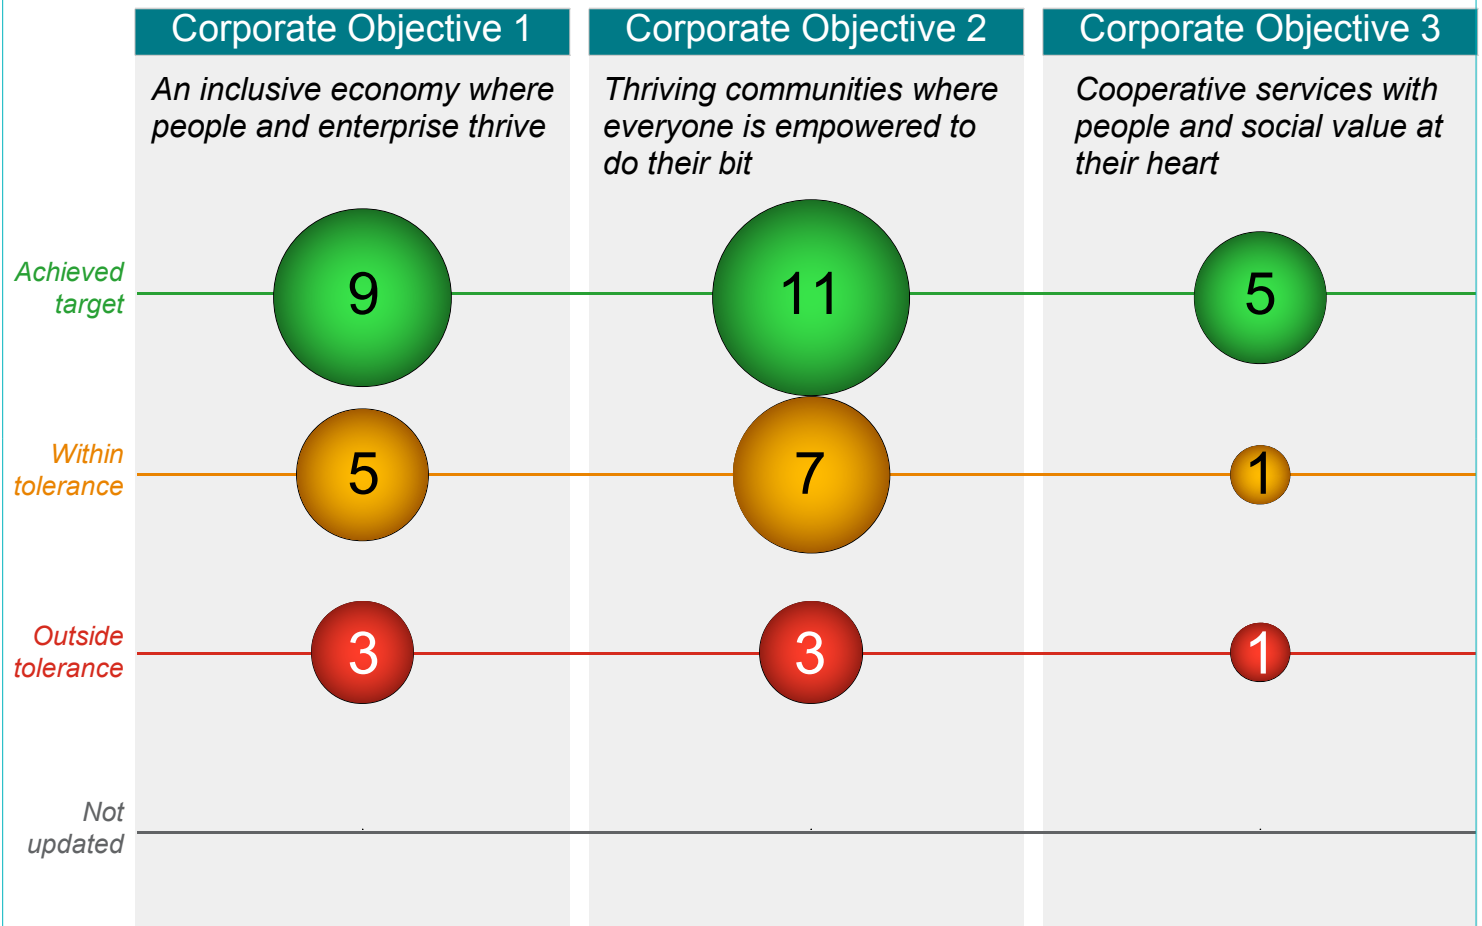 Corporate Objective 1
Corporate Objective 2
Corporate Objective 3
An inclusive economy where
people and enterprise thrive
Thriving communities where
everyone is empowered to
do their bit
Cooperative services with
people and social value at
their heart
Achieved
target
9
11
5
Within
tolerance
5
7
1
Outside
tolerance
3
3
1
Not
updated